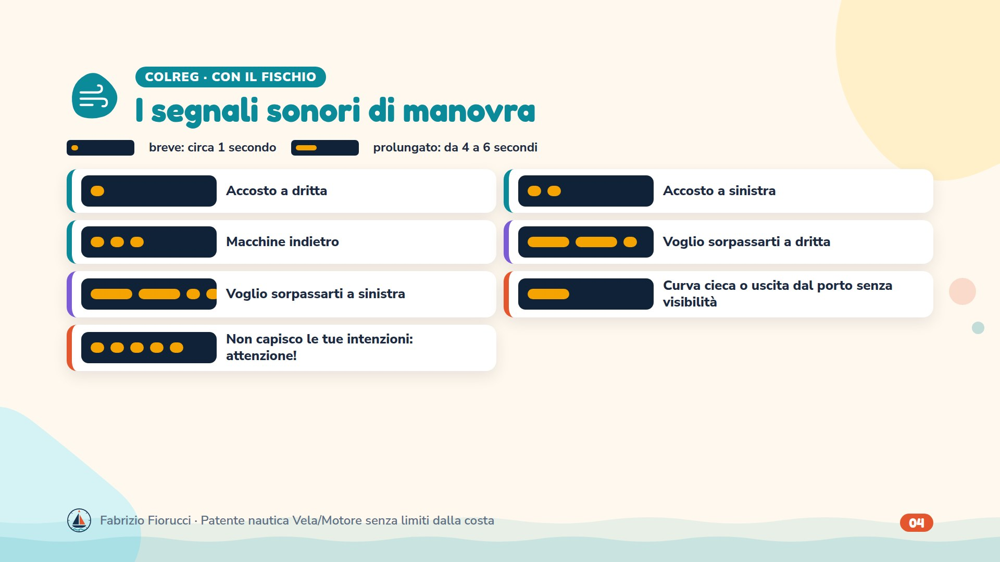 COLREG · CON IL FISCHIO
I segnali sonori di manovra
breve: circa 1 secondo
prolungato: da 4 a 6 secondi
Accosto a dritta
Accosto a sinistra
Macchine indietro
Voglio sorpassarti a dritta
Voglio sorpassarti a sinistra
Curva cieca o uscita dal porto senza
visibilità
Non capisco le tue intenzioni:
attenzione!
Fabrizio Fiorucci · Patente nautica Vela/Motore senza limiti dalla costa
04